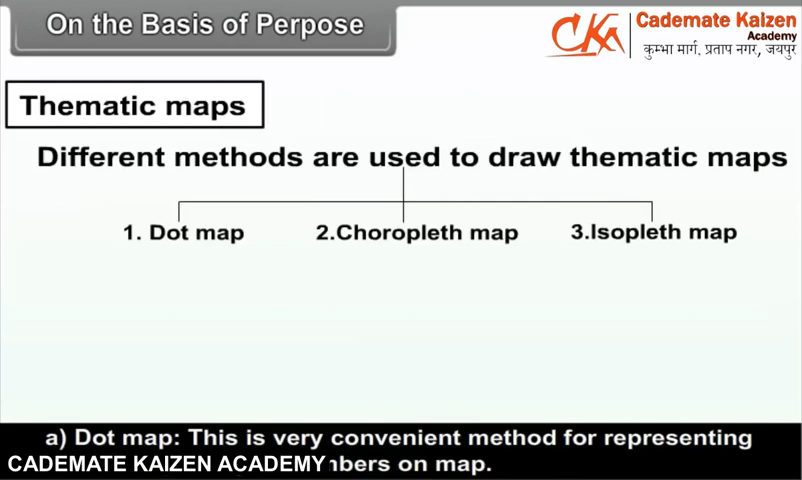 On the Basis of Perpose
Cademate Kaizen
Academy
कुम्भा मार्ग, प्रताप नगर, जयपुर
Thematic maps
Different methods are used to draw thematic maps
1. Dot map 2.Choropleth map 3.Isopleth map
a) Dot map: This is very convenient method for representing
CADEMATE KAIZEN ACADEMY on map.